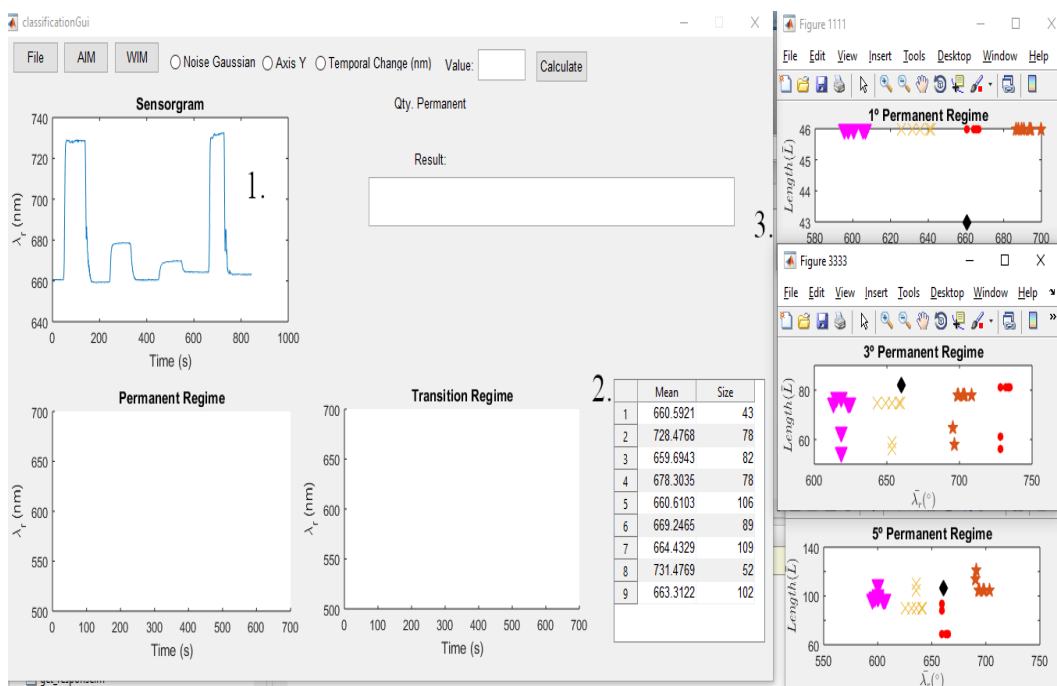 classificationGui
File AIM WIM Noise Gaussian Axis Y Temporal Change (nm) Value: Calculate
Sensorgram
740
720
700
680
660
640
λr (nm)
0 200 400 600 800 1000
Time (s)
1.
Qty. Permanent
Result:
3.
Permanent Regime
700
650
600
550
500
λr (nm)
0 100 200 300 400 500 600 700
Time (s)
Transition Regime
700
650
600
550
500
λr (nm)
0 100 200 300 400 500 600 700
Time (s)
2.
Mean Size
1 660.5921 43
2 728.4768 78
3 659.6943 82
4 678.3035 78
5 660.6103 106
6 669.2465 89
7 664.4329 109
8 731.4769 52
9 663.3122 102
Figure 1111
File Edit View Insert Tools Desktop Window Help
1º Permanent Regime
46
45
44
43
Length(L̄)
580 600 620 640 660 680 700
Figure 3333
File Edit View Insert Tools Desktop Window Help
3º Permanent Regime
80
60
Length(L̄)
600 650 700 750
λ̄r(°)
5º Permanent Regime
140
100
60
Length(L̄)
550 600 650 700 750
λ̄r(°)